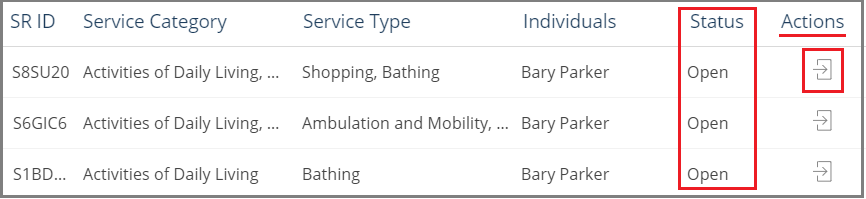 SR ID Service Category Service Type Individuals Status Actions
S8SU20 Activities of Daily Living, ... Shopping, Bathing Bary Parker Open
S6GIC6 Activities of Daily Living, ... Ambulation and Mobility, ... Bary Parker Open
S1BD... Activities of Daily Living Bathing Bary Parker Open